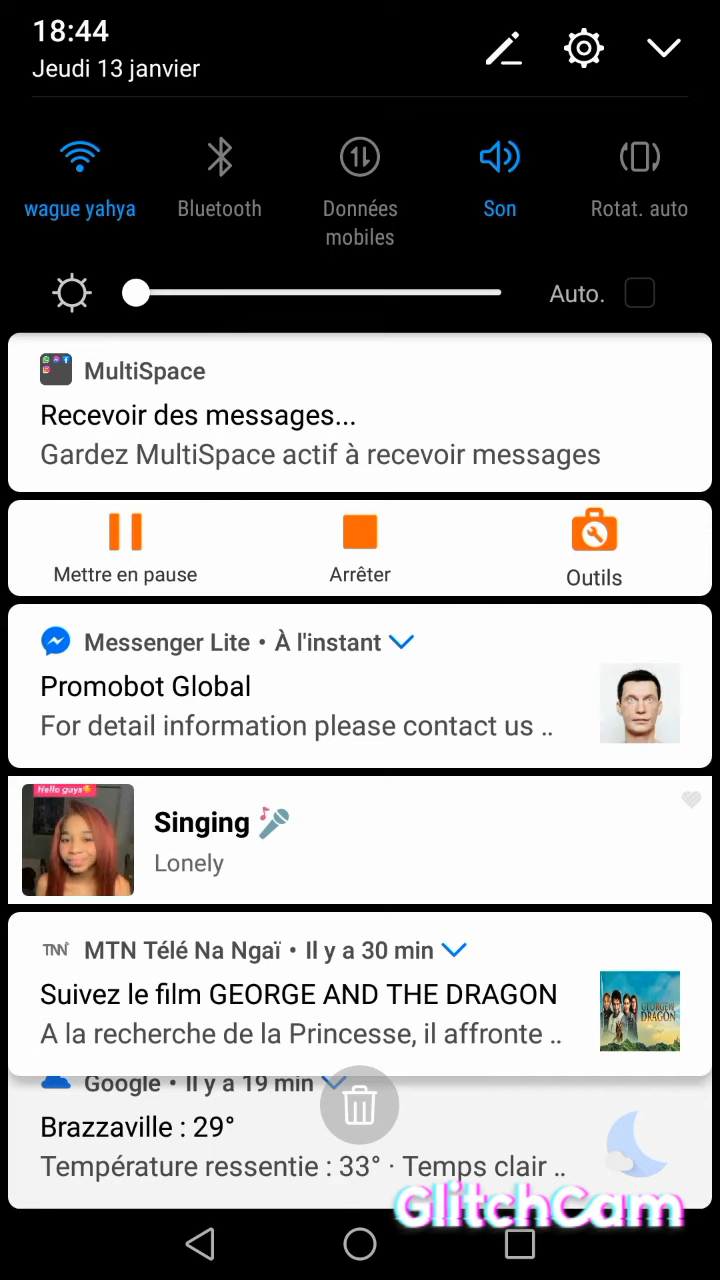 18:44
Jeudi 13 janvier
wague yahya
Bluetooth
Données
mobiles
Son
Rotat. auto
Auto.
MultiSpace
Recevoir des messages...
Gardez MultiSpace actif à recevoir messages
Mettre en pause
Arrêter
Outils
Messenger Lite • À l'instant
Promobot Global
For detail information please contact us ..
Hello guys
Singing
Lonely
TNN MTN Télé Na Ngaï • Il y a 30 min
Suivez le film GEORGE AND THE DRAGON
A la recherche de la Princesse, il affronte ..
GEORGE AND THE
DRAGON
Google • Il y a 19 min
Brazzaville : 29°
Température ressentie : 33° · Temps clair ..
GlitchCam